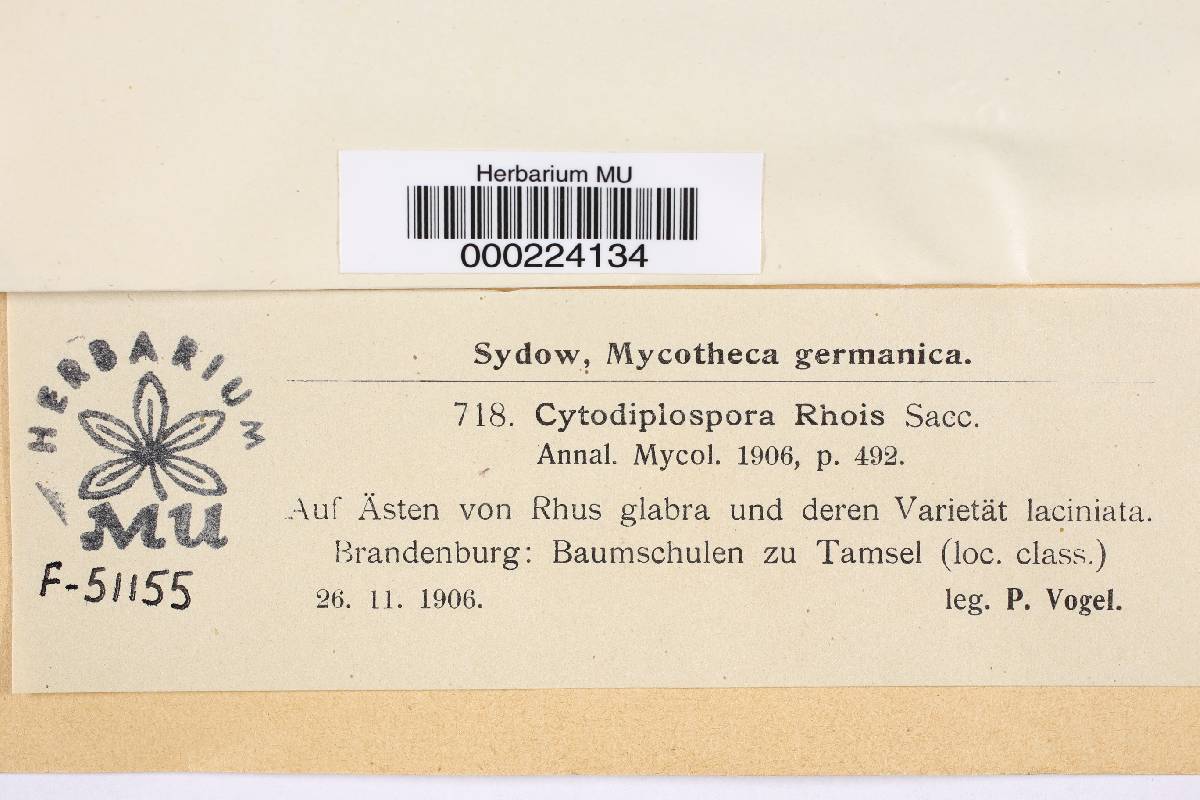 Herbarium MU
000224134
HERBARIUM
MU
F-51155
Sydow, Mycotheca germanica.
718. Cytodiplospora Rhois Sacc.
Annal. Mycol. 1906, p. 492.
Auf Ästen von Rhus glabra und deren Varietät laciniata.
Brandenburg: Baumschulen zu Tamsel (loc. class.)
26. 11. 1906. leg. P. Vogel.